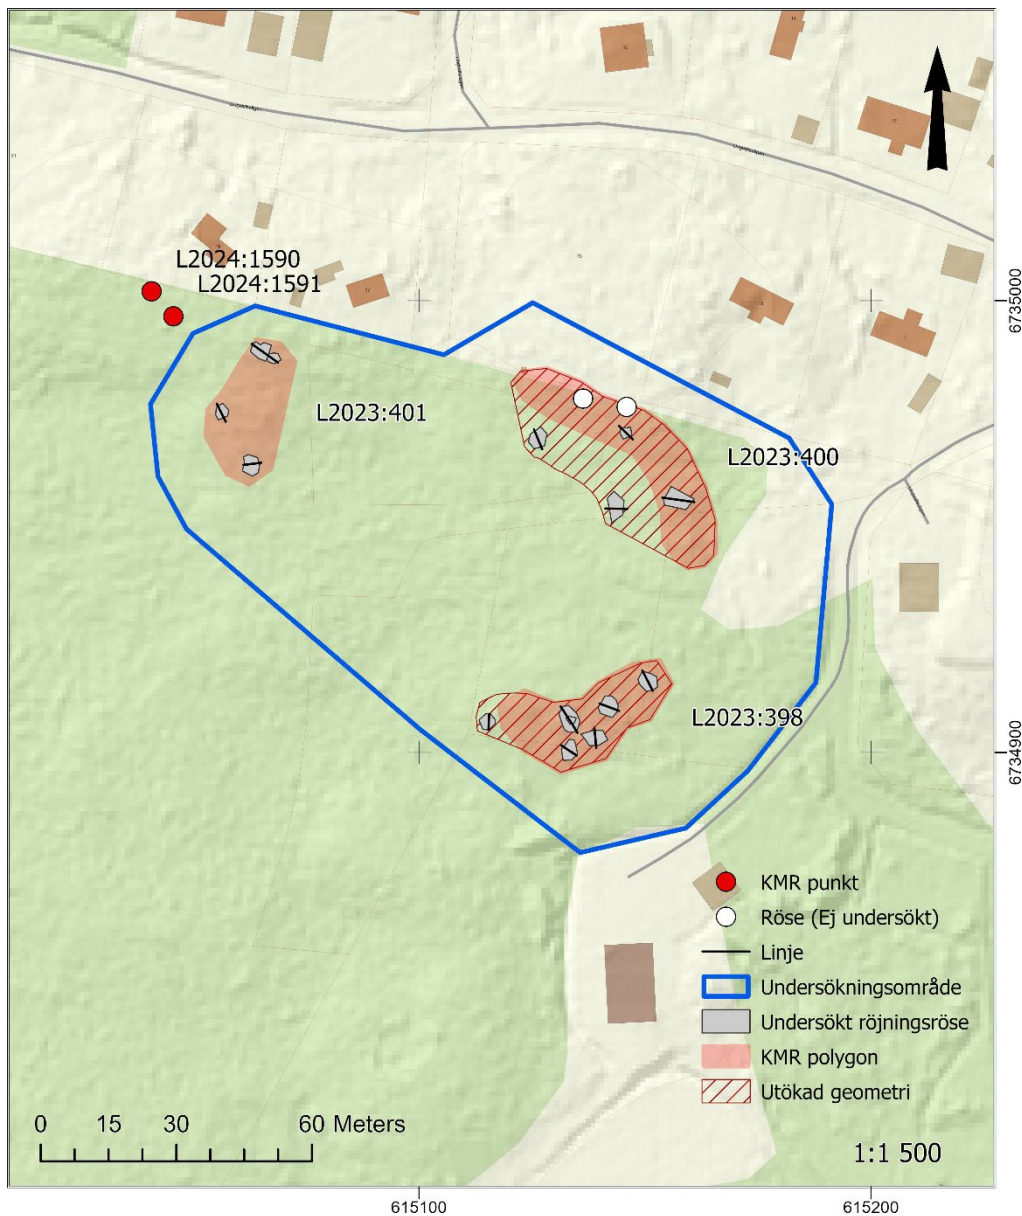 L2024:1590
L2024:1591
6735000
L2023:401
L2023:400
L2023:398
6734900
KMR punkt
Röse (Ej undersökt)
Linje
Undersökningsområde
Undersökt röjningsröse
KMR polygon
Utökad geometri
0 15 30 60 Meters
1:1 500
615100 615200